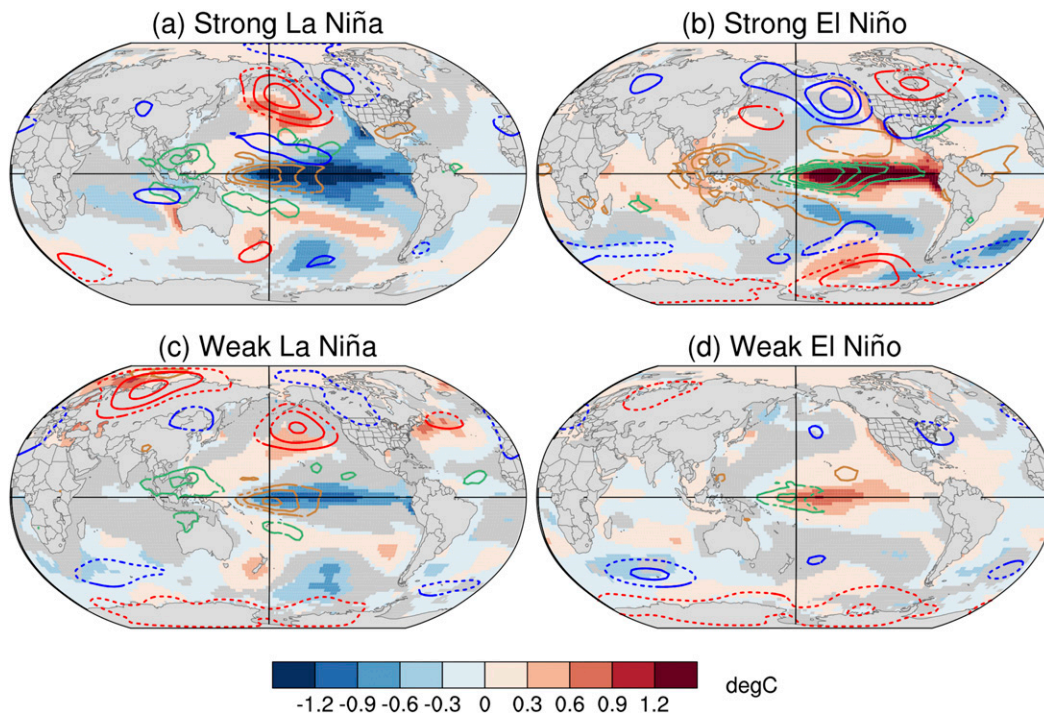 (a) Strong La Niña
(b) Strong El Niño
(c) Weak La Niña
(d) Weak El Niño
-1.2 -0.9 -0.6 -0.3 0 0.3 0.6 0.9 1.2
degC